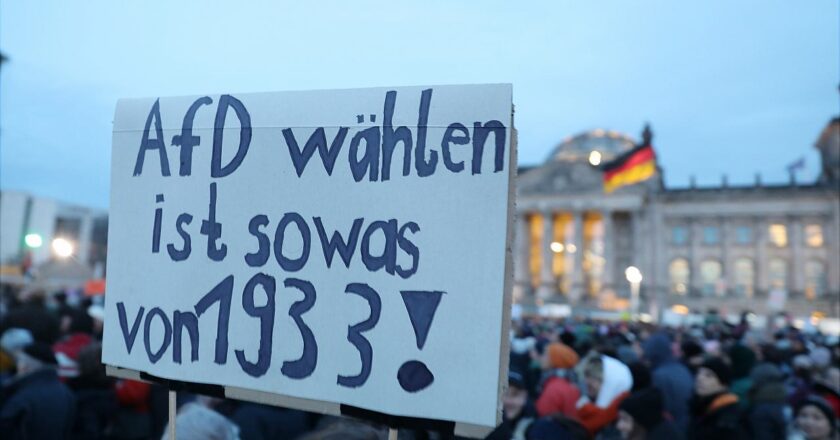 AfD wählen
ist sowas
von 1933!